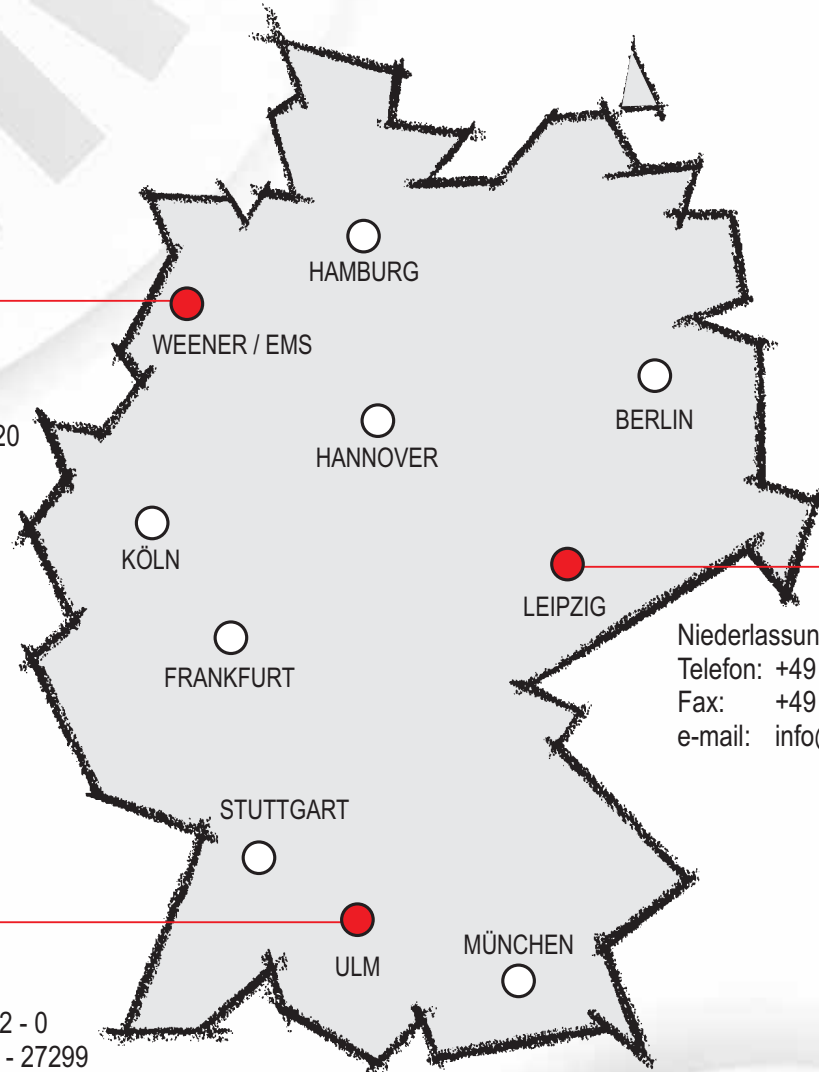 HAMBURG
WEENER / EMS
BERLIN
20
HANNOVER
KÖLN
LEIPZIG
Telefon: +49
Fax: +49
e-mail: info@
FRANKFURT
STUTTGART
MÜNCHEN
ULM
2 - 0
- 27299